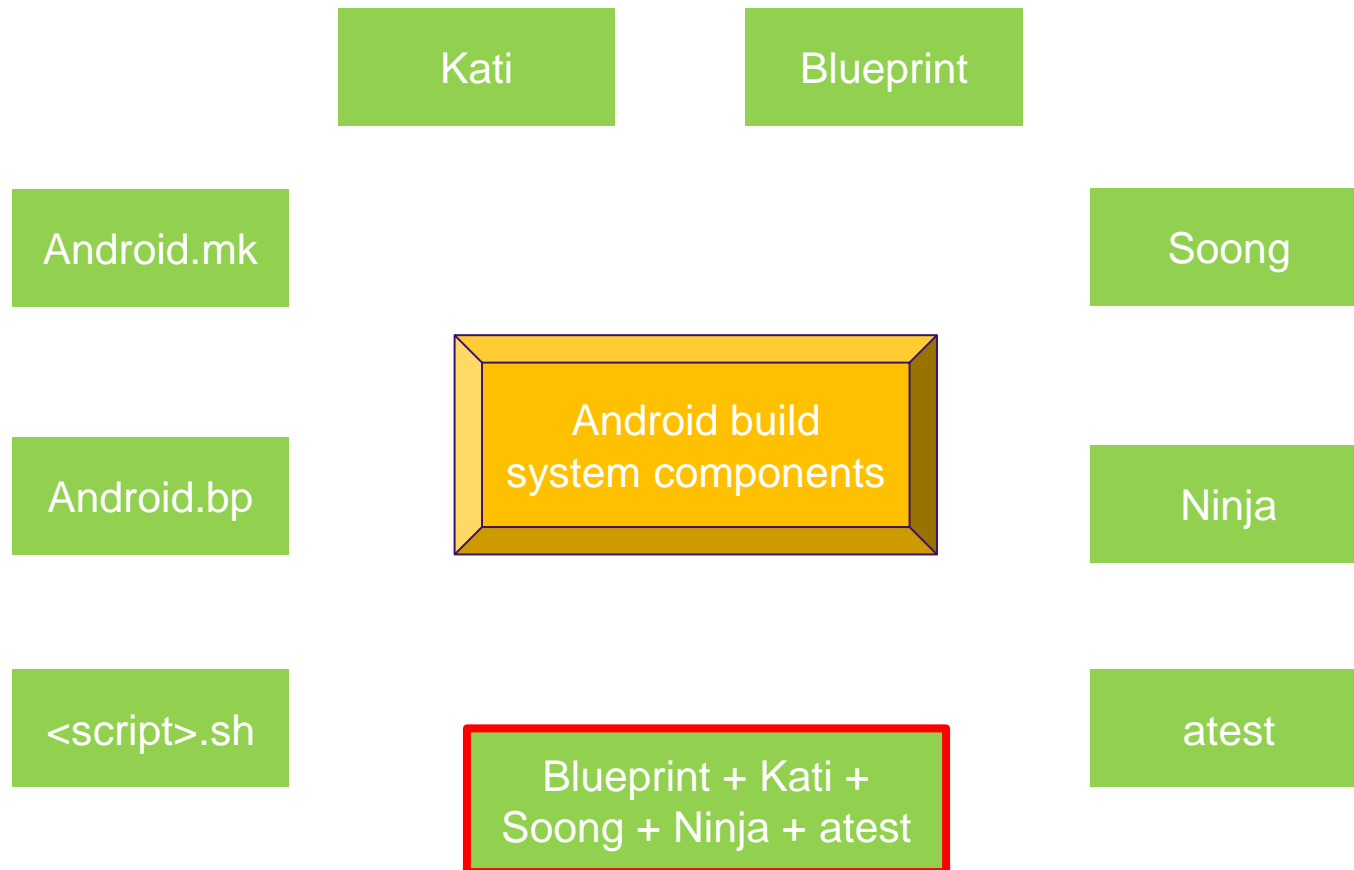 Kati
Blueprint
Android.mk
Soong
Android build
system components
Android.bp
Ninja
<script>.sh
atest
Blueprint + Kati +
Soong + Ninja + atest